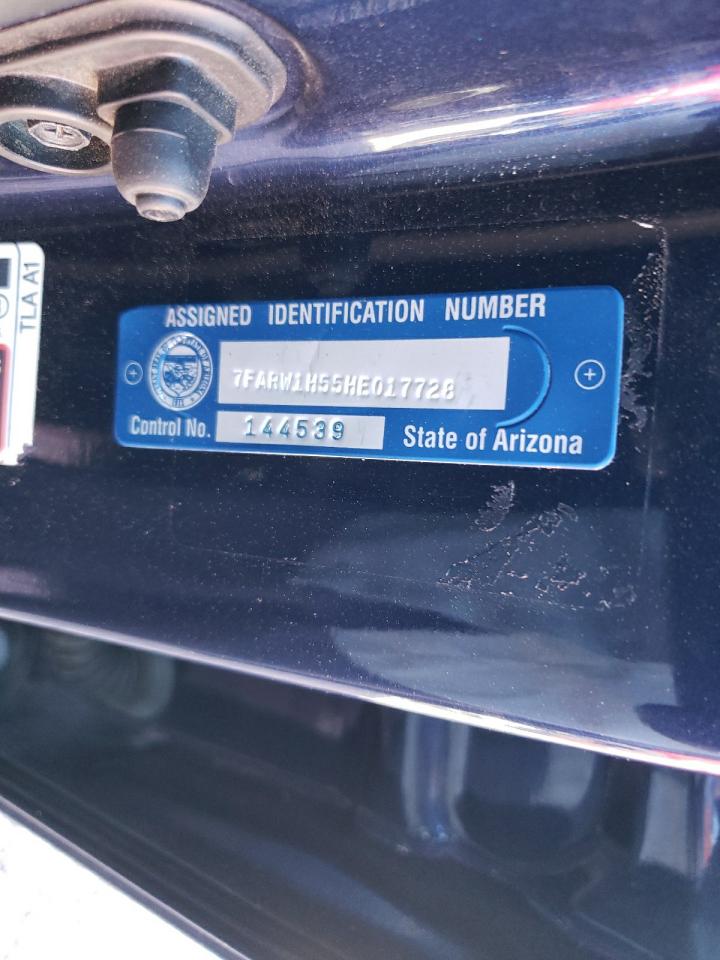 TLA A1
ASSIGNED IDENTIFICATION NUMBER
7FARW1H55HE017728
Control No. 144539
State of Arizona